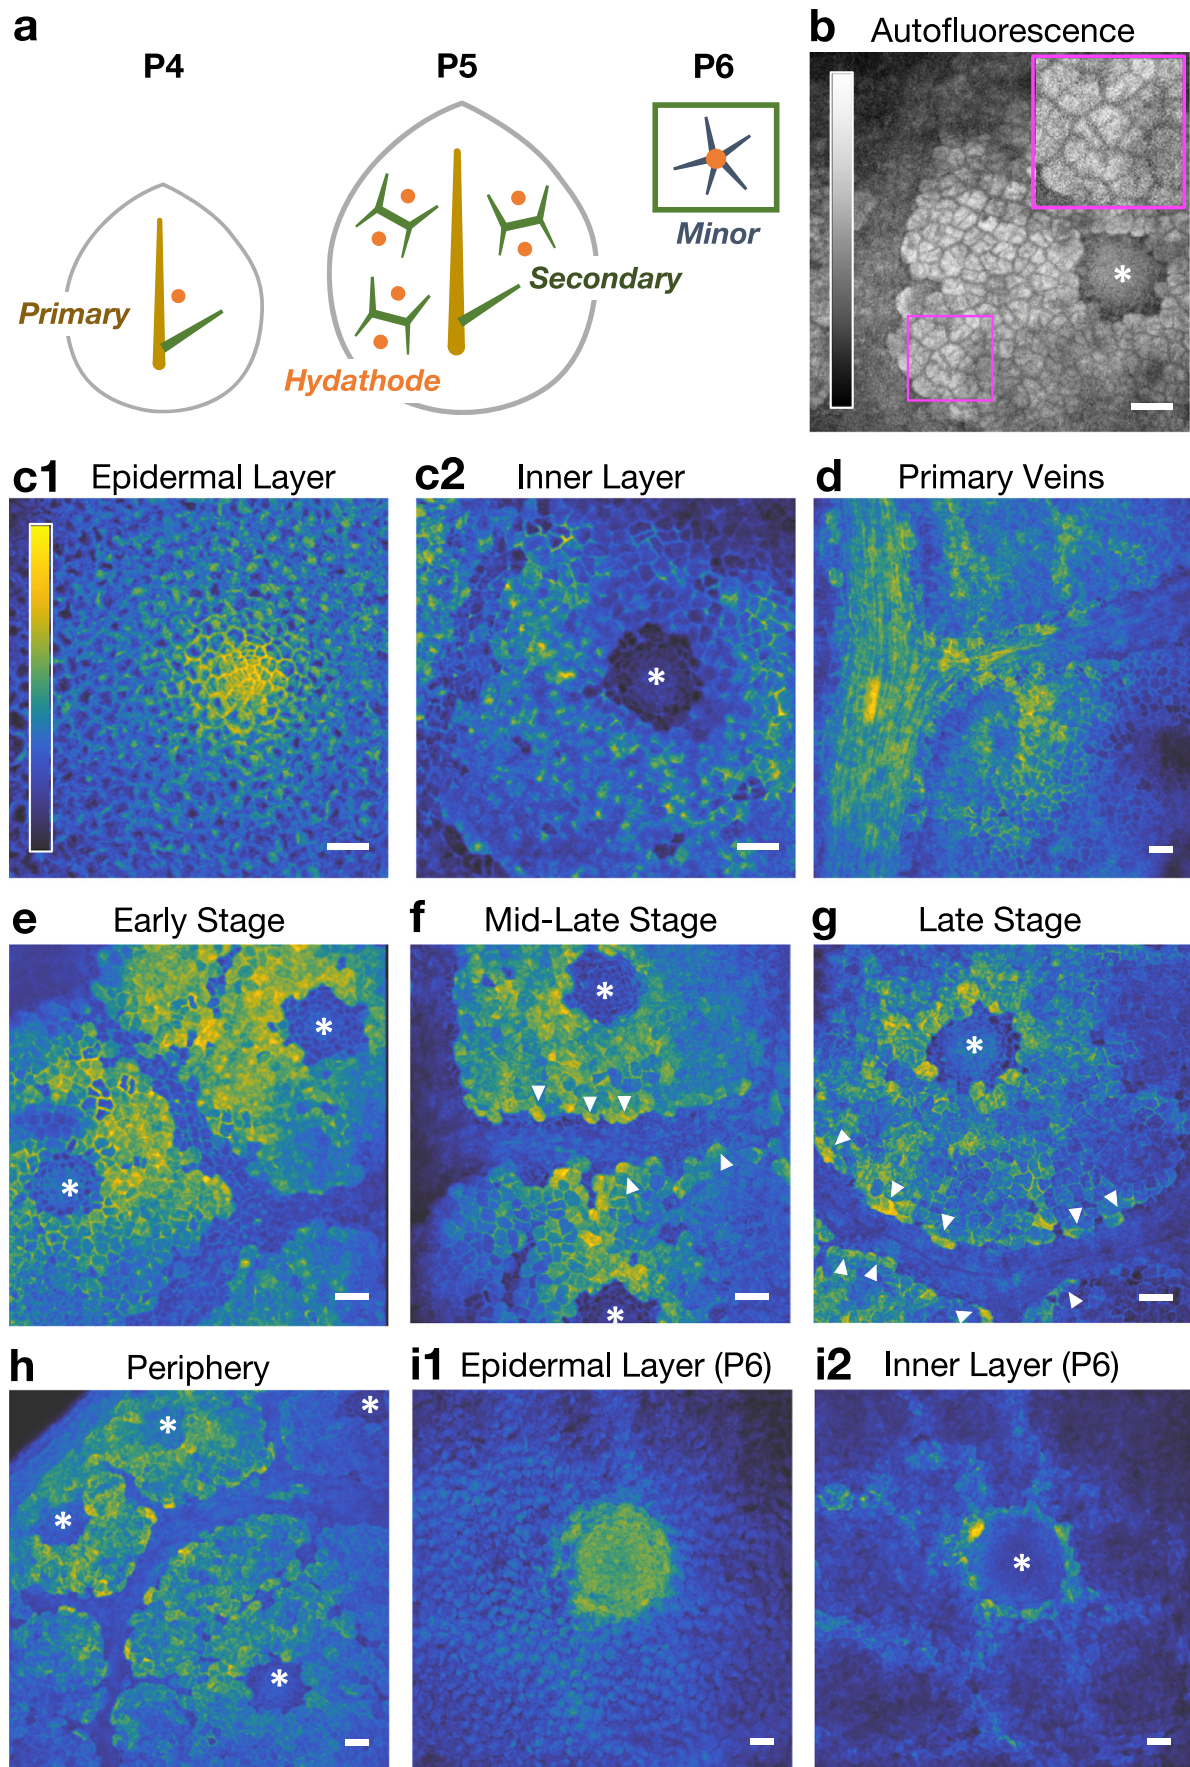 a
P4
P5
P6
Primary
Secondary
Hydathode
Minor
b Autofluorescence
*
c1 Epidermal Layer
c2 Inner Layer
*
d Primary Veins
e Early Stage
*
*
f Mid-Late Stage
*
*
g Late Stage
*
h Periphery
*
*
*
*
i1 Epidermal Layer (P6)
i2 Inner Layer (P6)
*